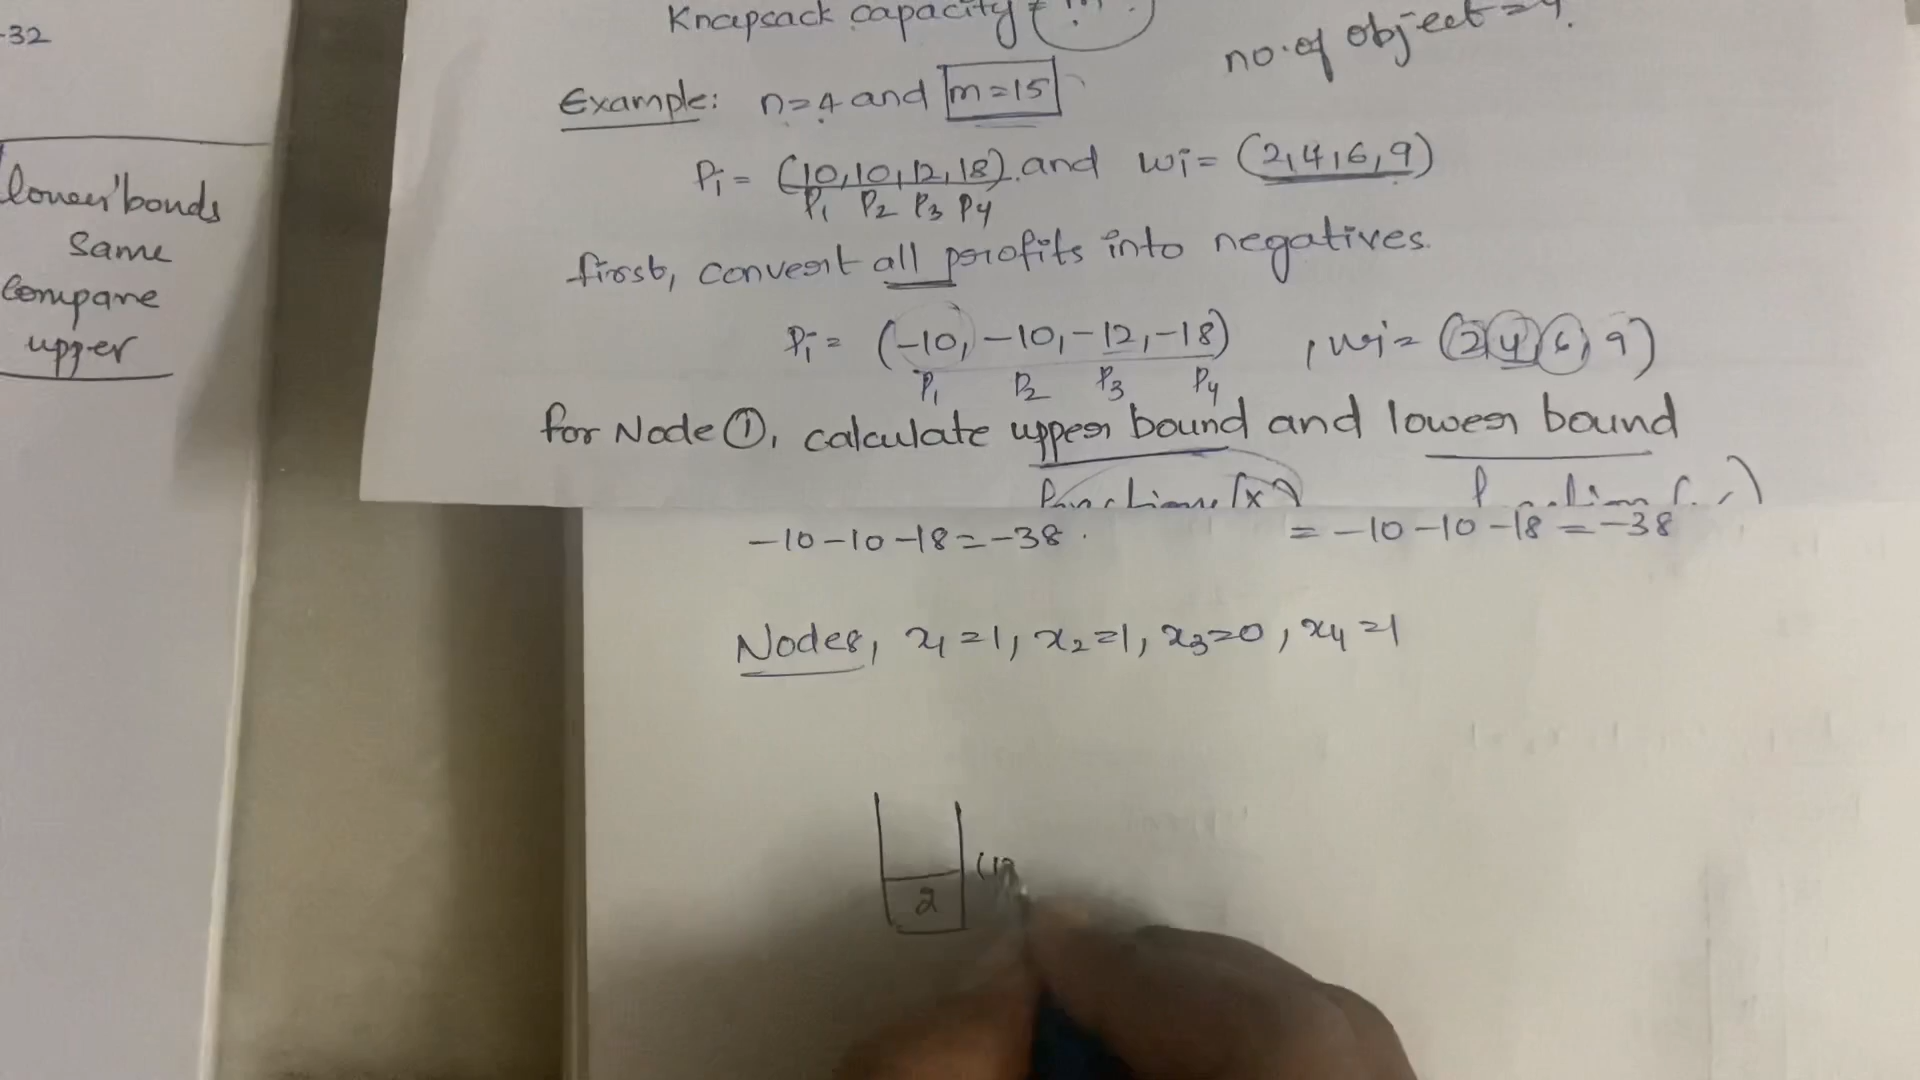 -32
lower bonds
same
Compare
upper
Knapsack capacity =
no. of object = 4.
Example: n=4 and m=15
Pi = (10,10,12,18) and wi = (2,4,6,9)
P1 P2 P3 P4
first, convert all profits into negatives.
Pi = (-10, -10, -12, -18) , wi = (2,4,6,9)
P1 P2 P3 P4
for Node ①, calculate upper bound and lower bound
-10-10-18=-38. = -10-10-18=-38
Node8, x1=1, x2=1, x3=0, x4=1
2